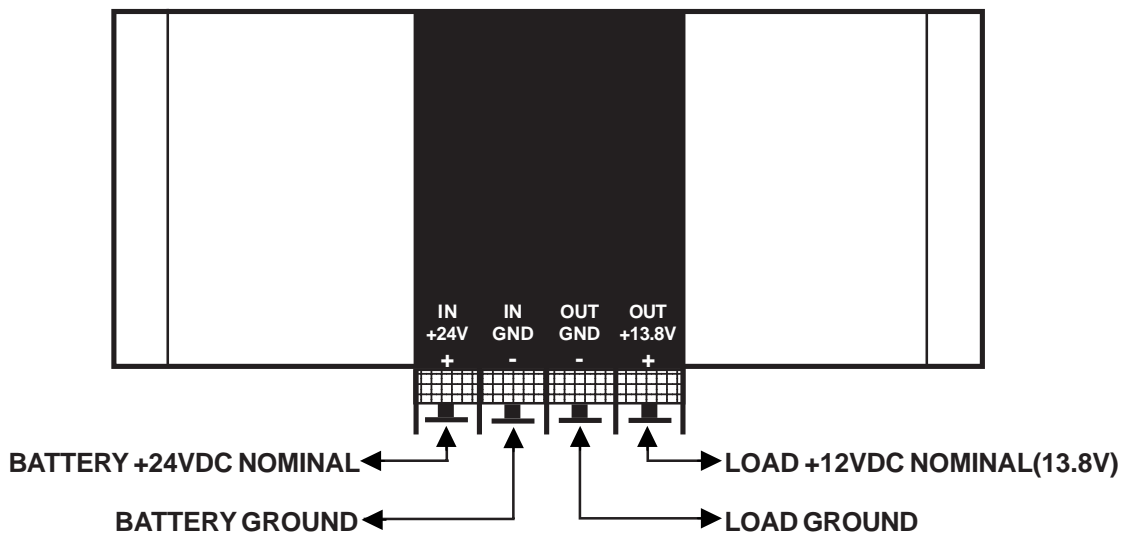 IN IN OUT OUT
+24V GND GND +13.8V
+ - - +
BATTERY +24VDC NOMINAL LOAD +12VDC NOMINAL(13.8V)
BATTERY GROUND LOAD GROUND